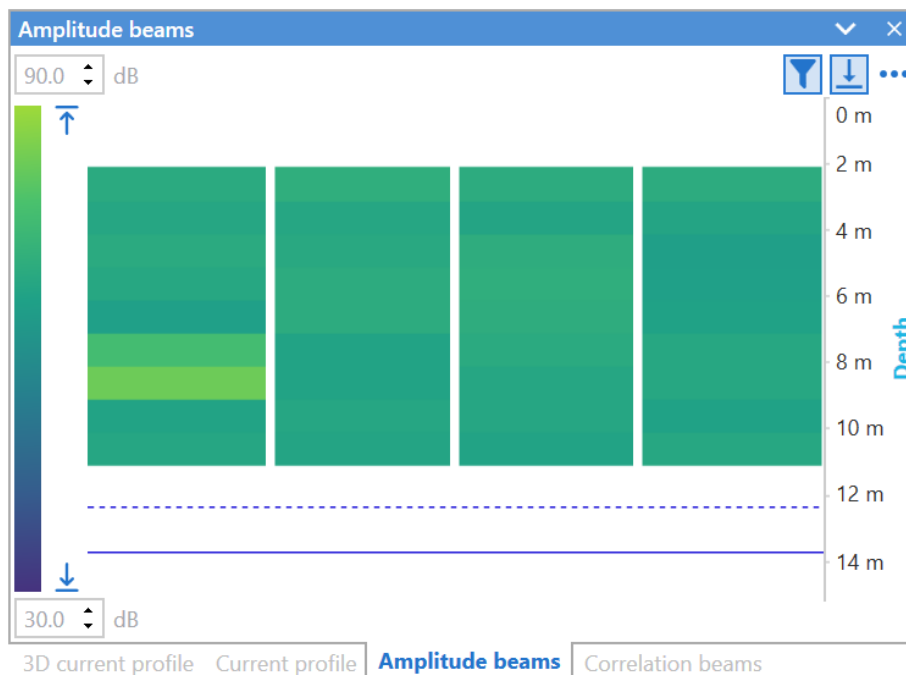 Amplitude beams
90.0 dB
0 m
2 m
4 m
6 m
8 m
10 m
12 m
14 m
Depth
30.0 dB
3D current profile Current profile Amplitude beams Correlation beams